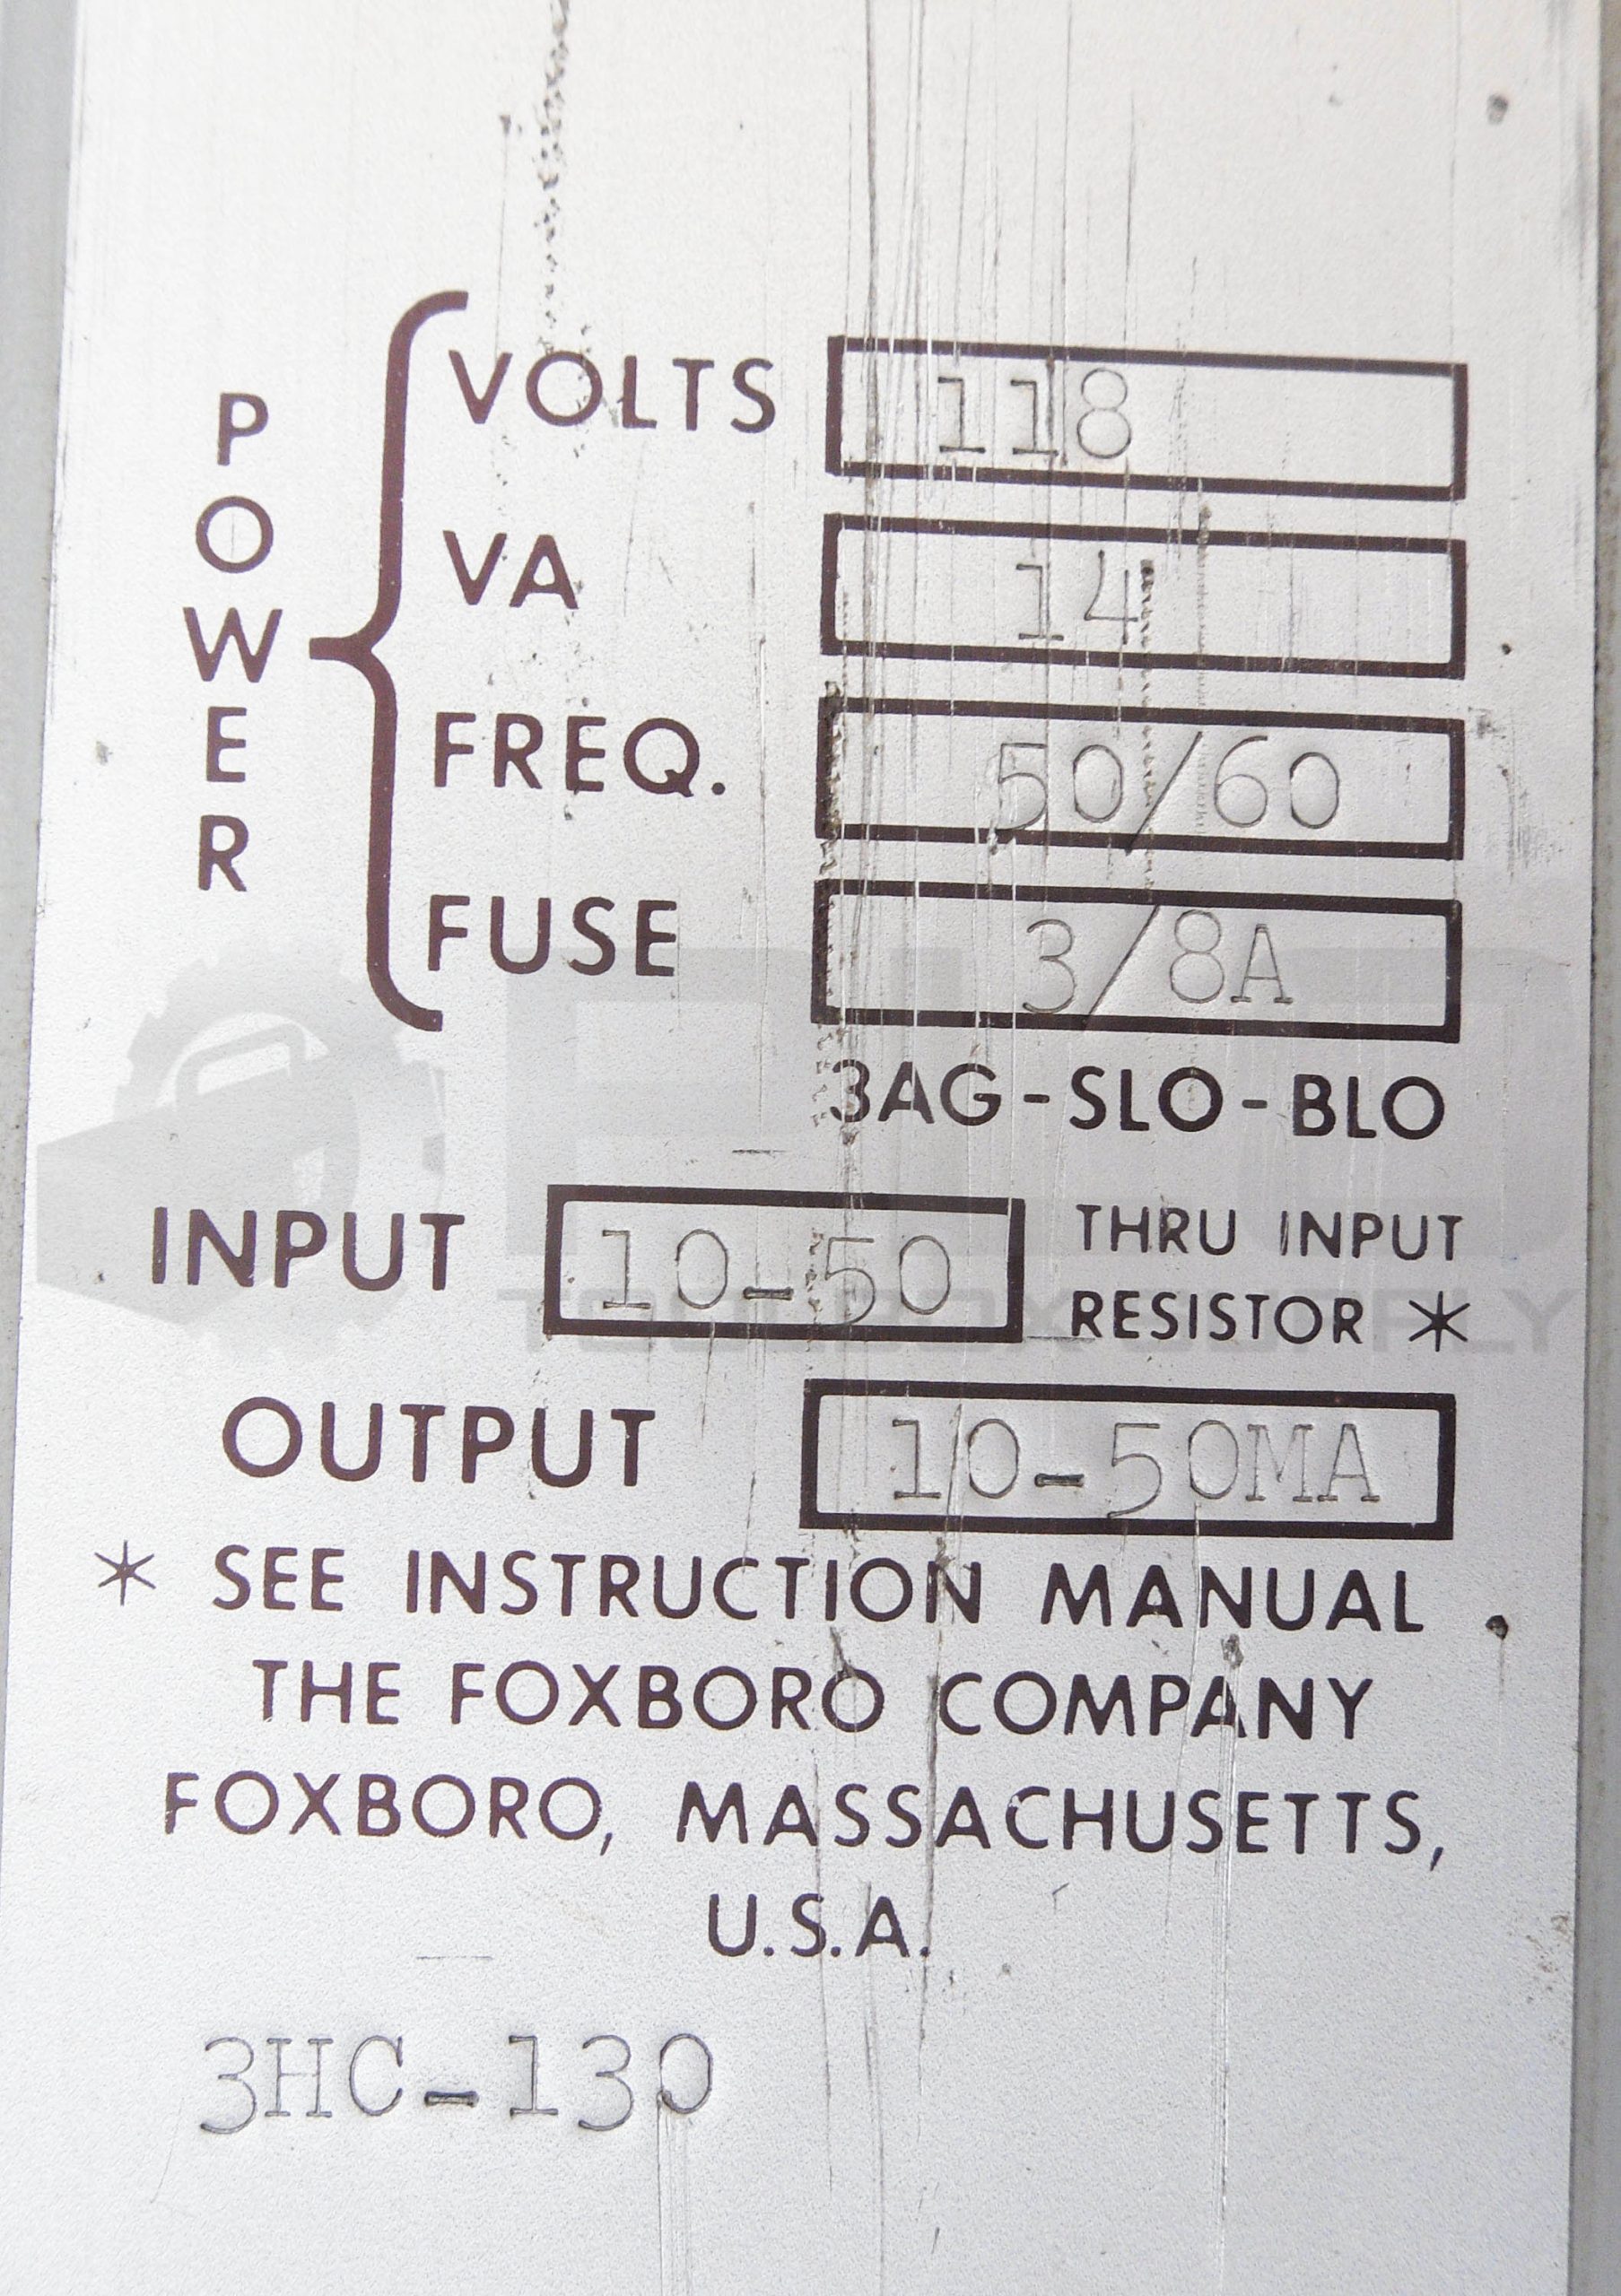 POWER
VOLTS 118
VA 14
FREQ. 50/60
FUSE 3/8A
3AG-SLO-BLO
INPUT 10-50 THRU INPUT
RESISTOR *
OUTPUT 10-50MA
* SEE INSTRUCTION MANUAL
THE FOXBORO COMPANY
FOXBORO, MASSACHUSETTS,
U.S.A.
3HC-130